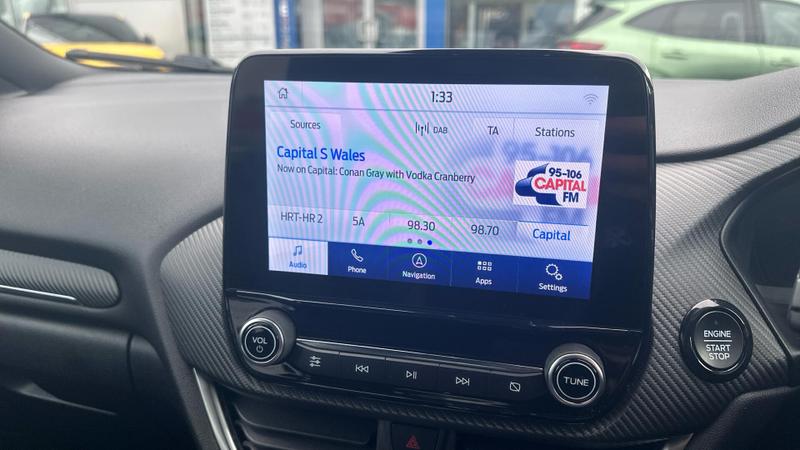 1:33
Sources
DAB
TA
Stations
Capital S Wales
Now on Capital: Conan Gray with Vodka Cranberry
95-106
CAPITAL
FM
HRT-HR 2
5A
98.30
98.70
Capital
Audio
Phone
Navigation
Apps
Settings
VOL
TUNE
ENGINE
START
STOP